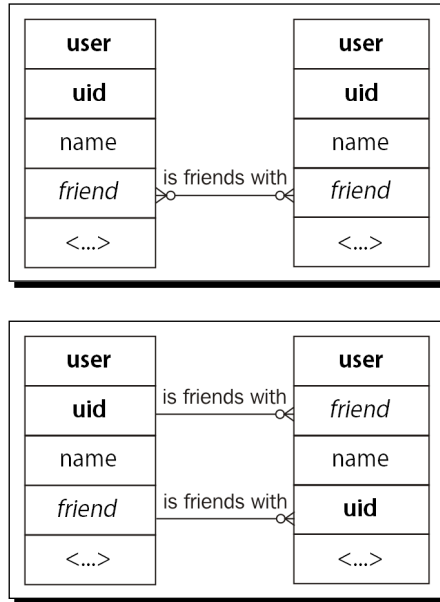 user user
uid uid
name name
is friends with
friend friend
<...> <...>
user user
is friends with
uid friend
name name
is friends with
friend uid
<...> <...>